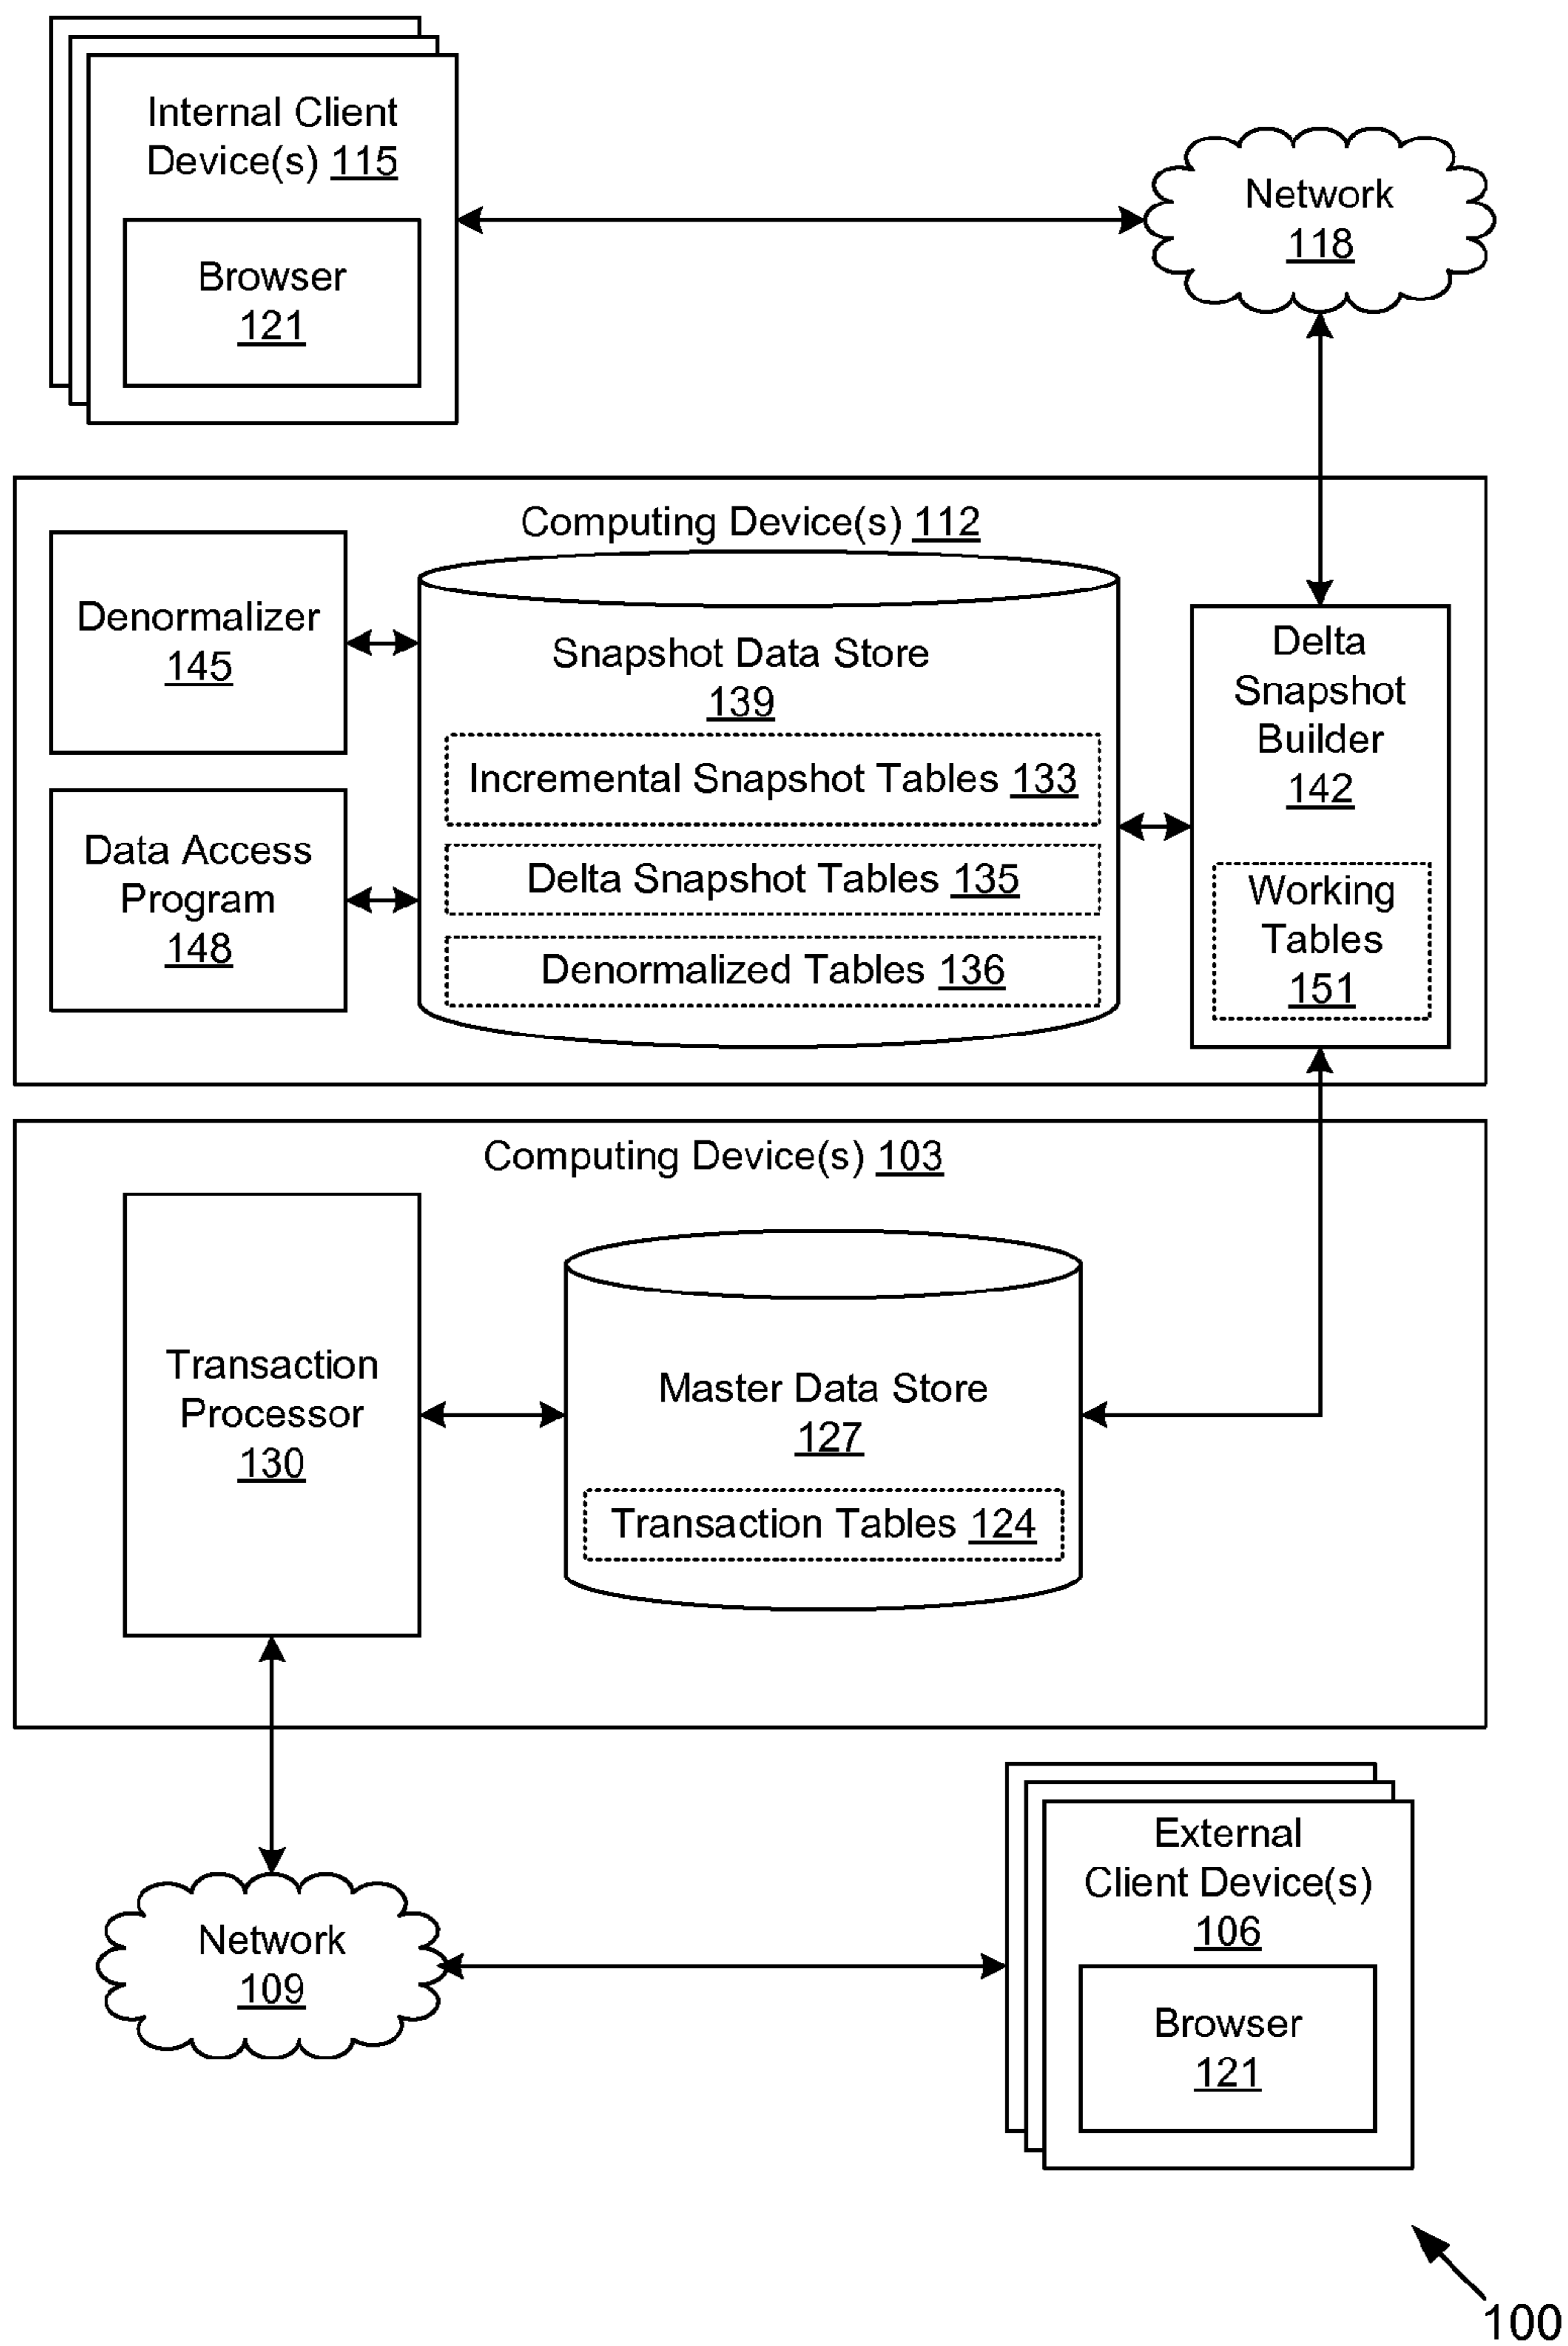 Internal Client
Device(s) 115
Browser
121
Network
118
Computing Device(s) 112
Denormalizer
145
Data Access
Program
148
Snapshot Data Store
139
Incremental Snapshot Tables 133
Delta Snapshot Tables 135
Denormalized Tables 136
Delta
Snapshot
Builder
142
Working
Tables
151
Computing Device(s) 103
Transaction
Processor
130
Master Data Store
127
Transaction Tables 124
Network
109
External
Client Device(s)
106
Browser
121
100